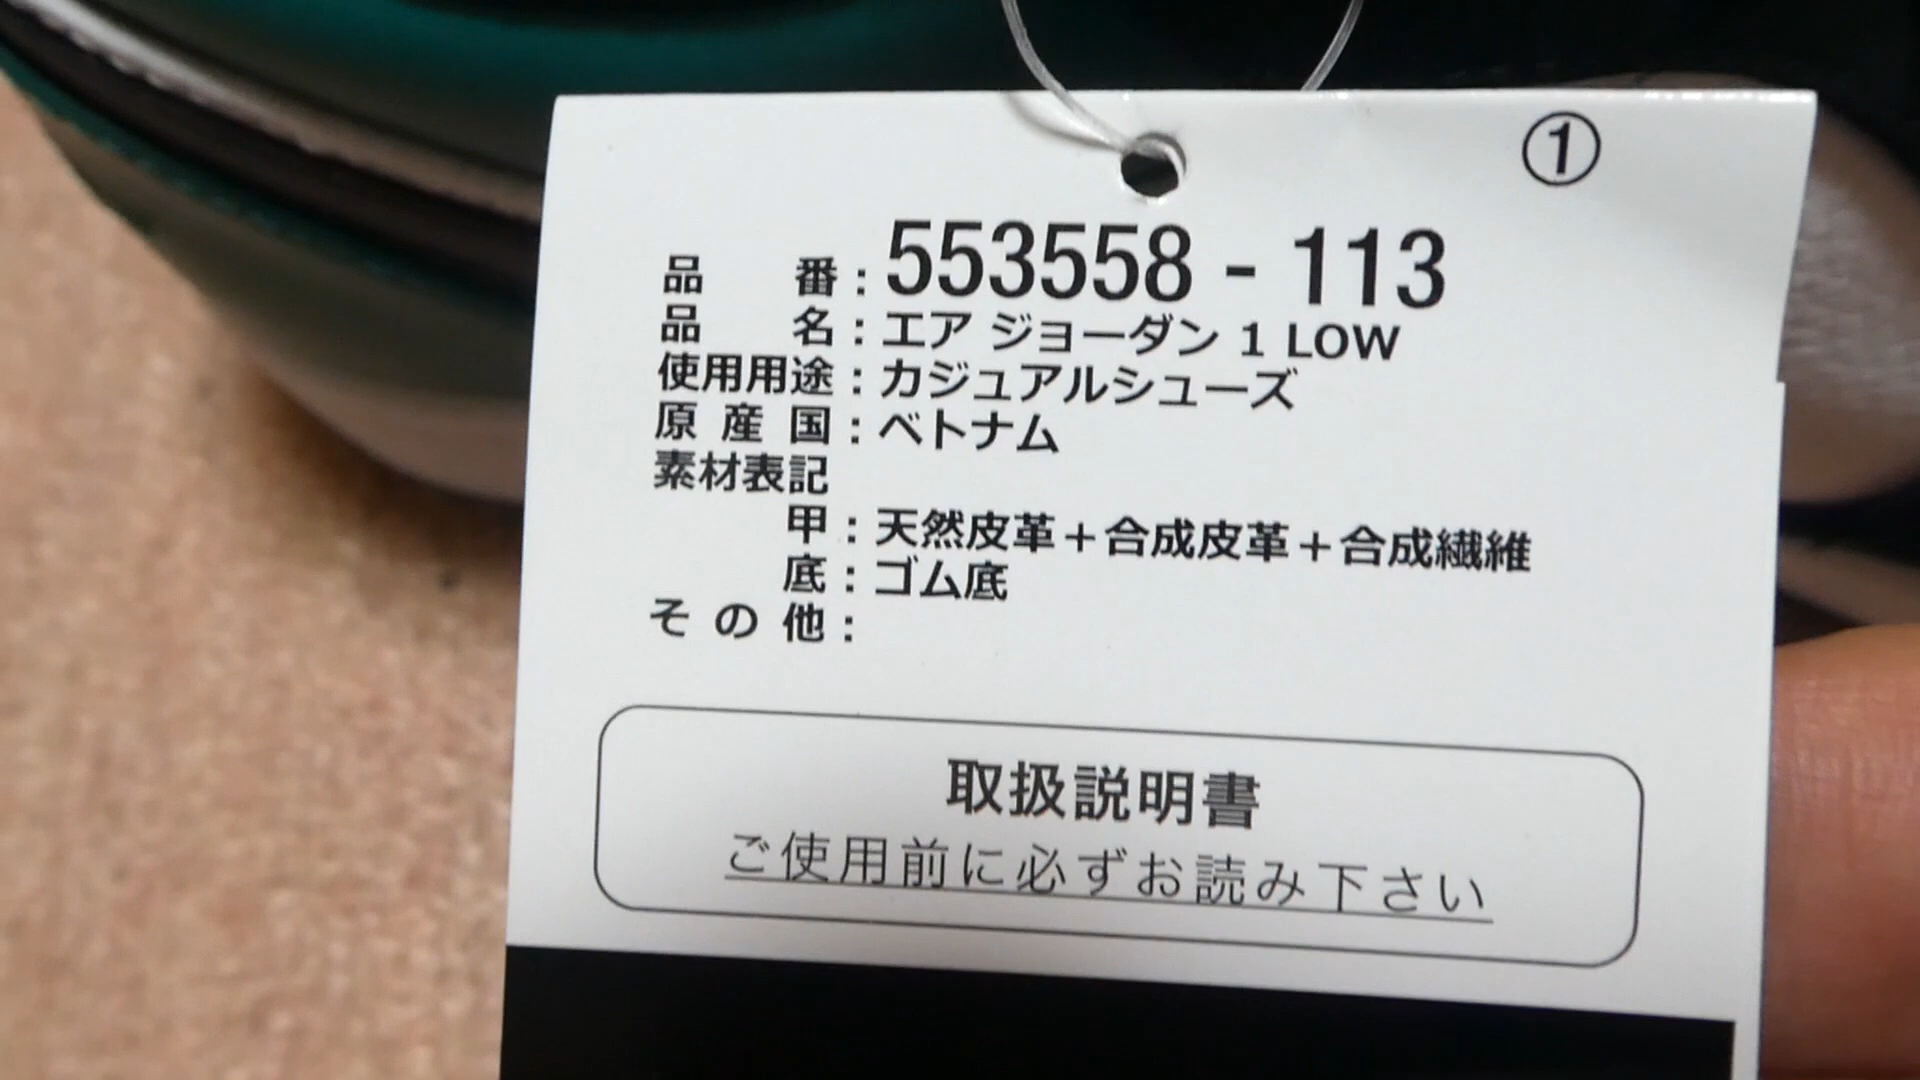 ①
品 番：553558 - 113
品 名：エア ジョーダン 1 LOW
使用用途：カジュアルシューズ
原 産 国：ベトナム
素材表記
甲：天然皮革＋合成皮革＋合成繊維
底：ゴム底
そ の 他：
取扱説明書
ご使用前に必ずお読み下さい